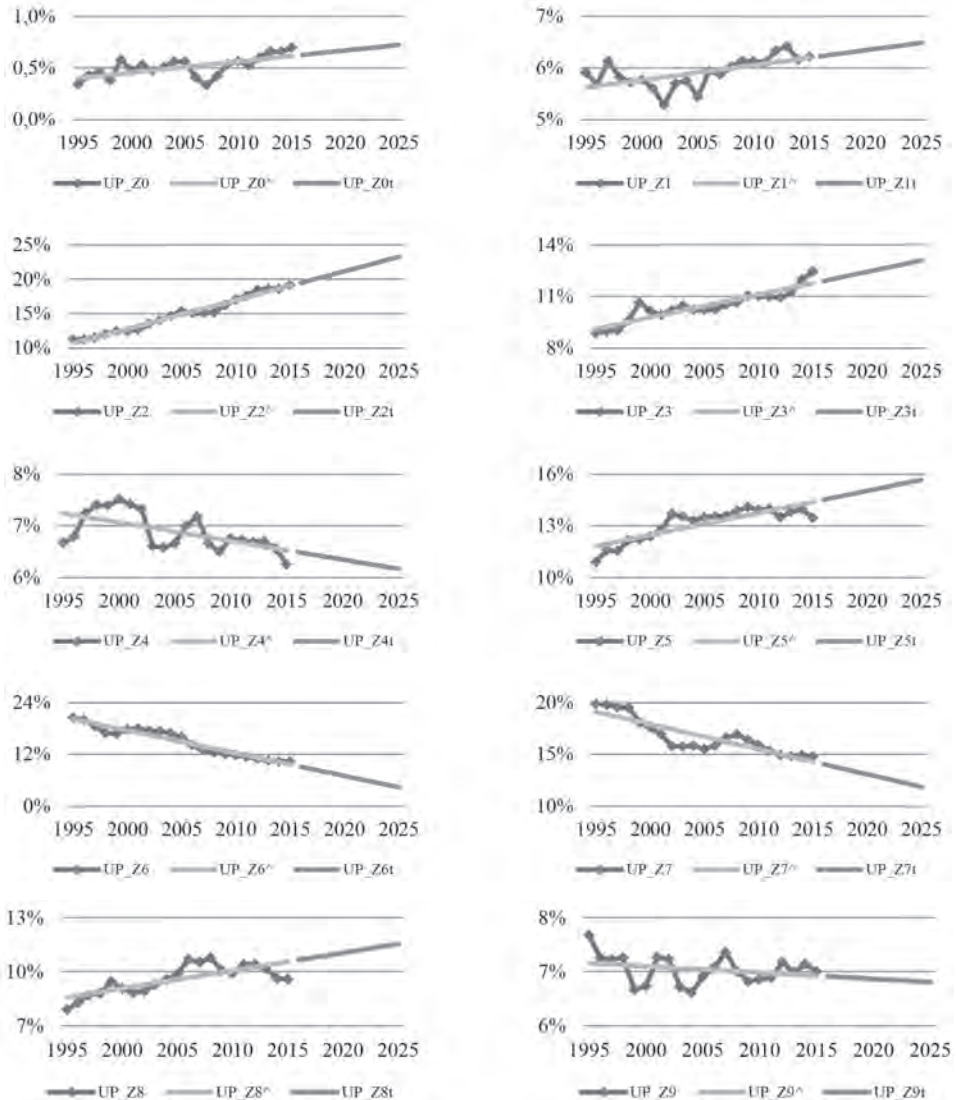 1,0% 7%
0,5% 6%
0,0% 5%
1995 2000 2005 2010 2015 2020 2025 1995 2000 2005 2010 2015 2020 2025
UP_Z0 UP_Z0^ UP_Z0t UP_Z1 UP_Z1^ UP_Z1t
25% 14%
20% 11%
15% 8%
10%
1995 2000 2005 2010 2015 2020 2025 1995 2000 2005 2010 2015 2020 2025
UP_Z2 UP_Z2^ UP_Z2t UP_Z3 UP_Z3^ UP_Z3t
8% 16%
7% 13%
6% 10%
1995 2000 2005 2010 2015 2020 2025 1995 2000 2005 2010 2015 2020 2025
UP_Z4 UP_Z4^ UP_Z4t UP_Z5 UP_Z5^ UP_Z5t
24% 20%
12% 15%
0% 10%
1995 2000 2005 2010 2015 2020 2025 1995 2000 2005 2010 2015 2020 2025
UP_Z6 UP_Z6^ UP_Z6t UP_Z7 UP_Z7^ UP_Z7t
13% 8%
10% 7%
7% 6%
1995 2000 2005 2010 2015 2020 2025 1995 2000 2005 2010 2015 2020 2025
UP_Z8 UP_Z8^ UP_Z8t UP_Z9 UP_Z9^ UP_Z9t